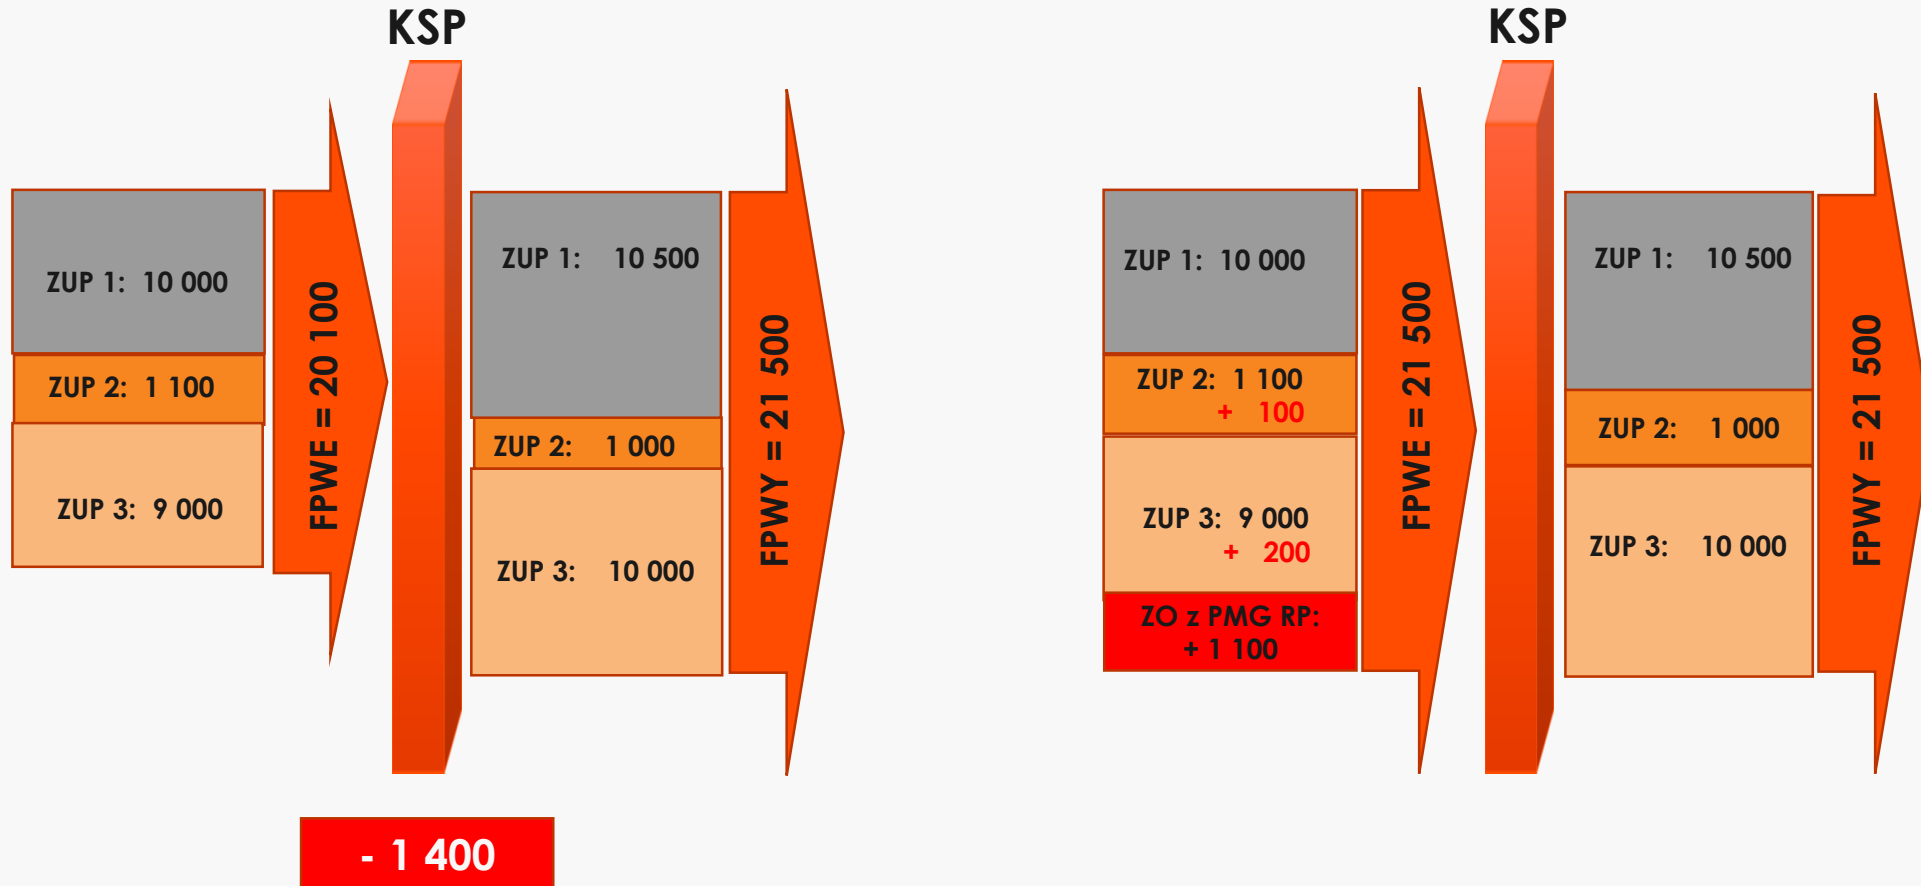 KSP
ZUP 1: 10 000
ZUP 2: 1 100
ZUP 3: 9 000
FPWE = 20 100
ZUP 1: 10 500
ZUP 2: 1 000
ZUP 3: 10 000
FPWY = 21 500
- 1 400
KSP
ZUP 1: 10 000
ZUP 2: 1 100
+ 100
ZUP 3: 9 000
+ 200
ZO z PMG RP:
+ 1 100
FPWE = 21 500
ZUP 1: 10 500
ZUP 2: 1 000
ZUP 3: 10 000
FPWY = 21 500